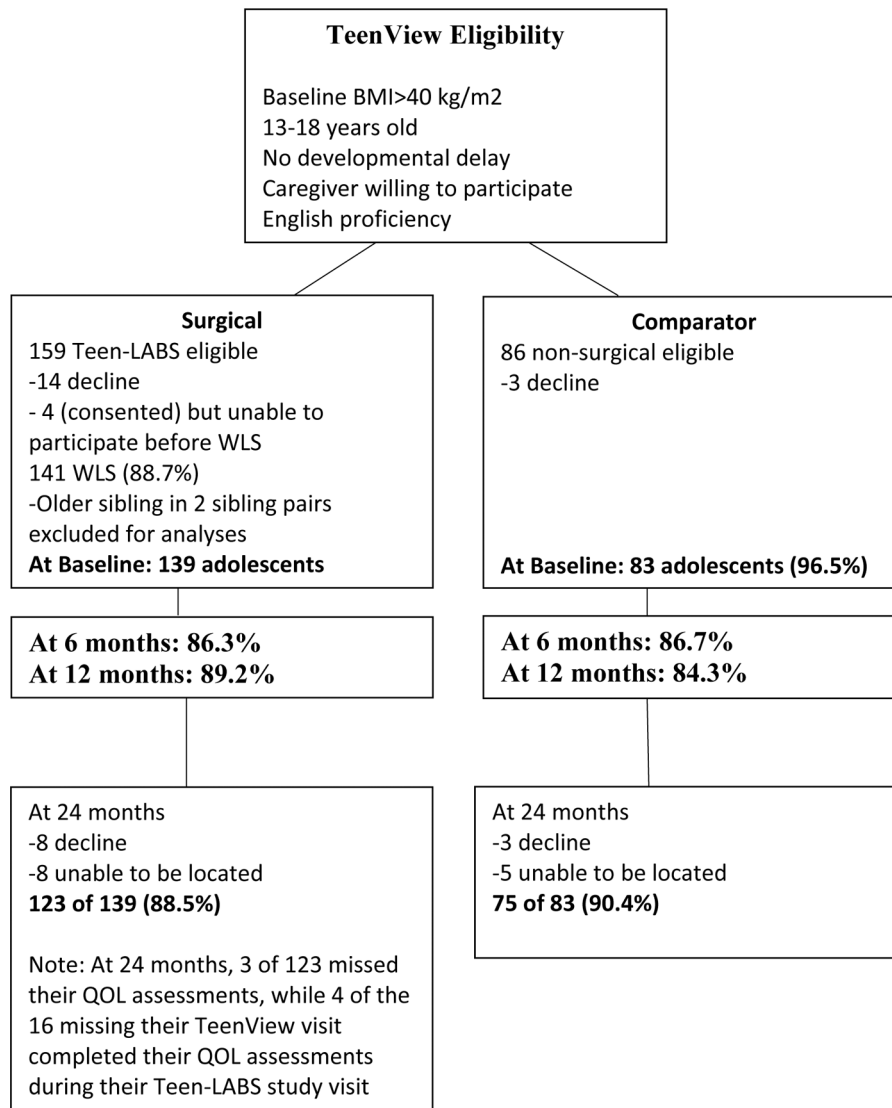 TeenView Eligibility
Baseline BMI>40 kg/m2
13-18 years old
No developmental delay
Caregiver willing to participate
English proficiency
Surgical
159 Teen-LABS eligible
-14 decline
- 4 (consented) but unable to
participate before WLS
141 WLS (88.7%)
-Older sibling in 2 sibling pairs
excluded for analyses
At Baseline: 139 adolescents
Comparator
86 non-surgical eligible
-3 decline
At Baseline: 83 adolescents (96.5%)
At 6 months: 86.3%
At 12 months: 89.2%
At 6 months: 86.7%
At 12 months: 84.3%
At 24 months
-8 decline
-8 unable to be located
123 of 139 (88.5%)
Note: At 24 months, 3 of 123 missed
their QOL assessments, while 4 of the
16 missing their TeenView visit
completed their QOL assessments
during their Teen-LABS study visit
At 24 months
-3 decline
-5 unable to be located
75 of 83 (90.4%)